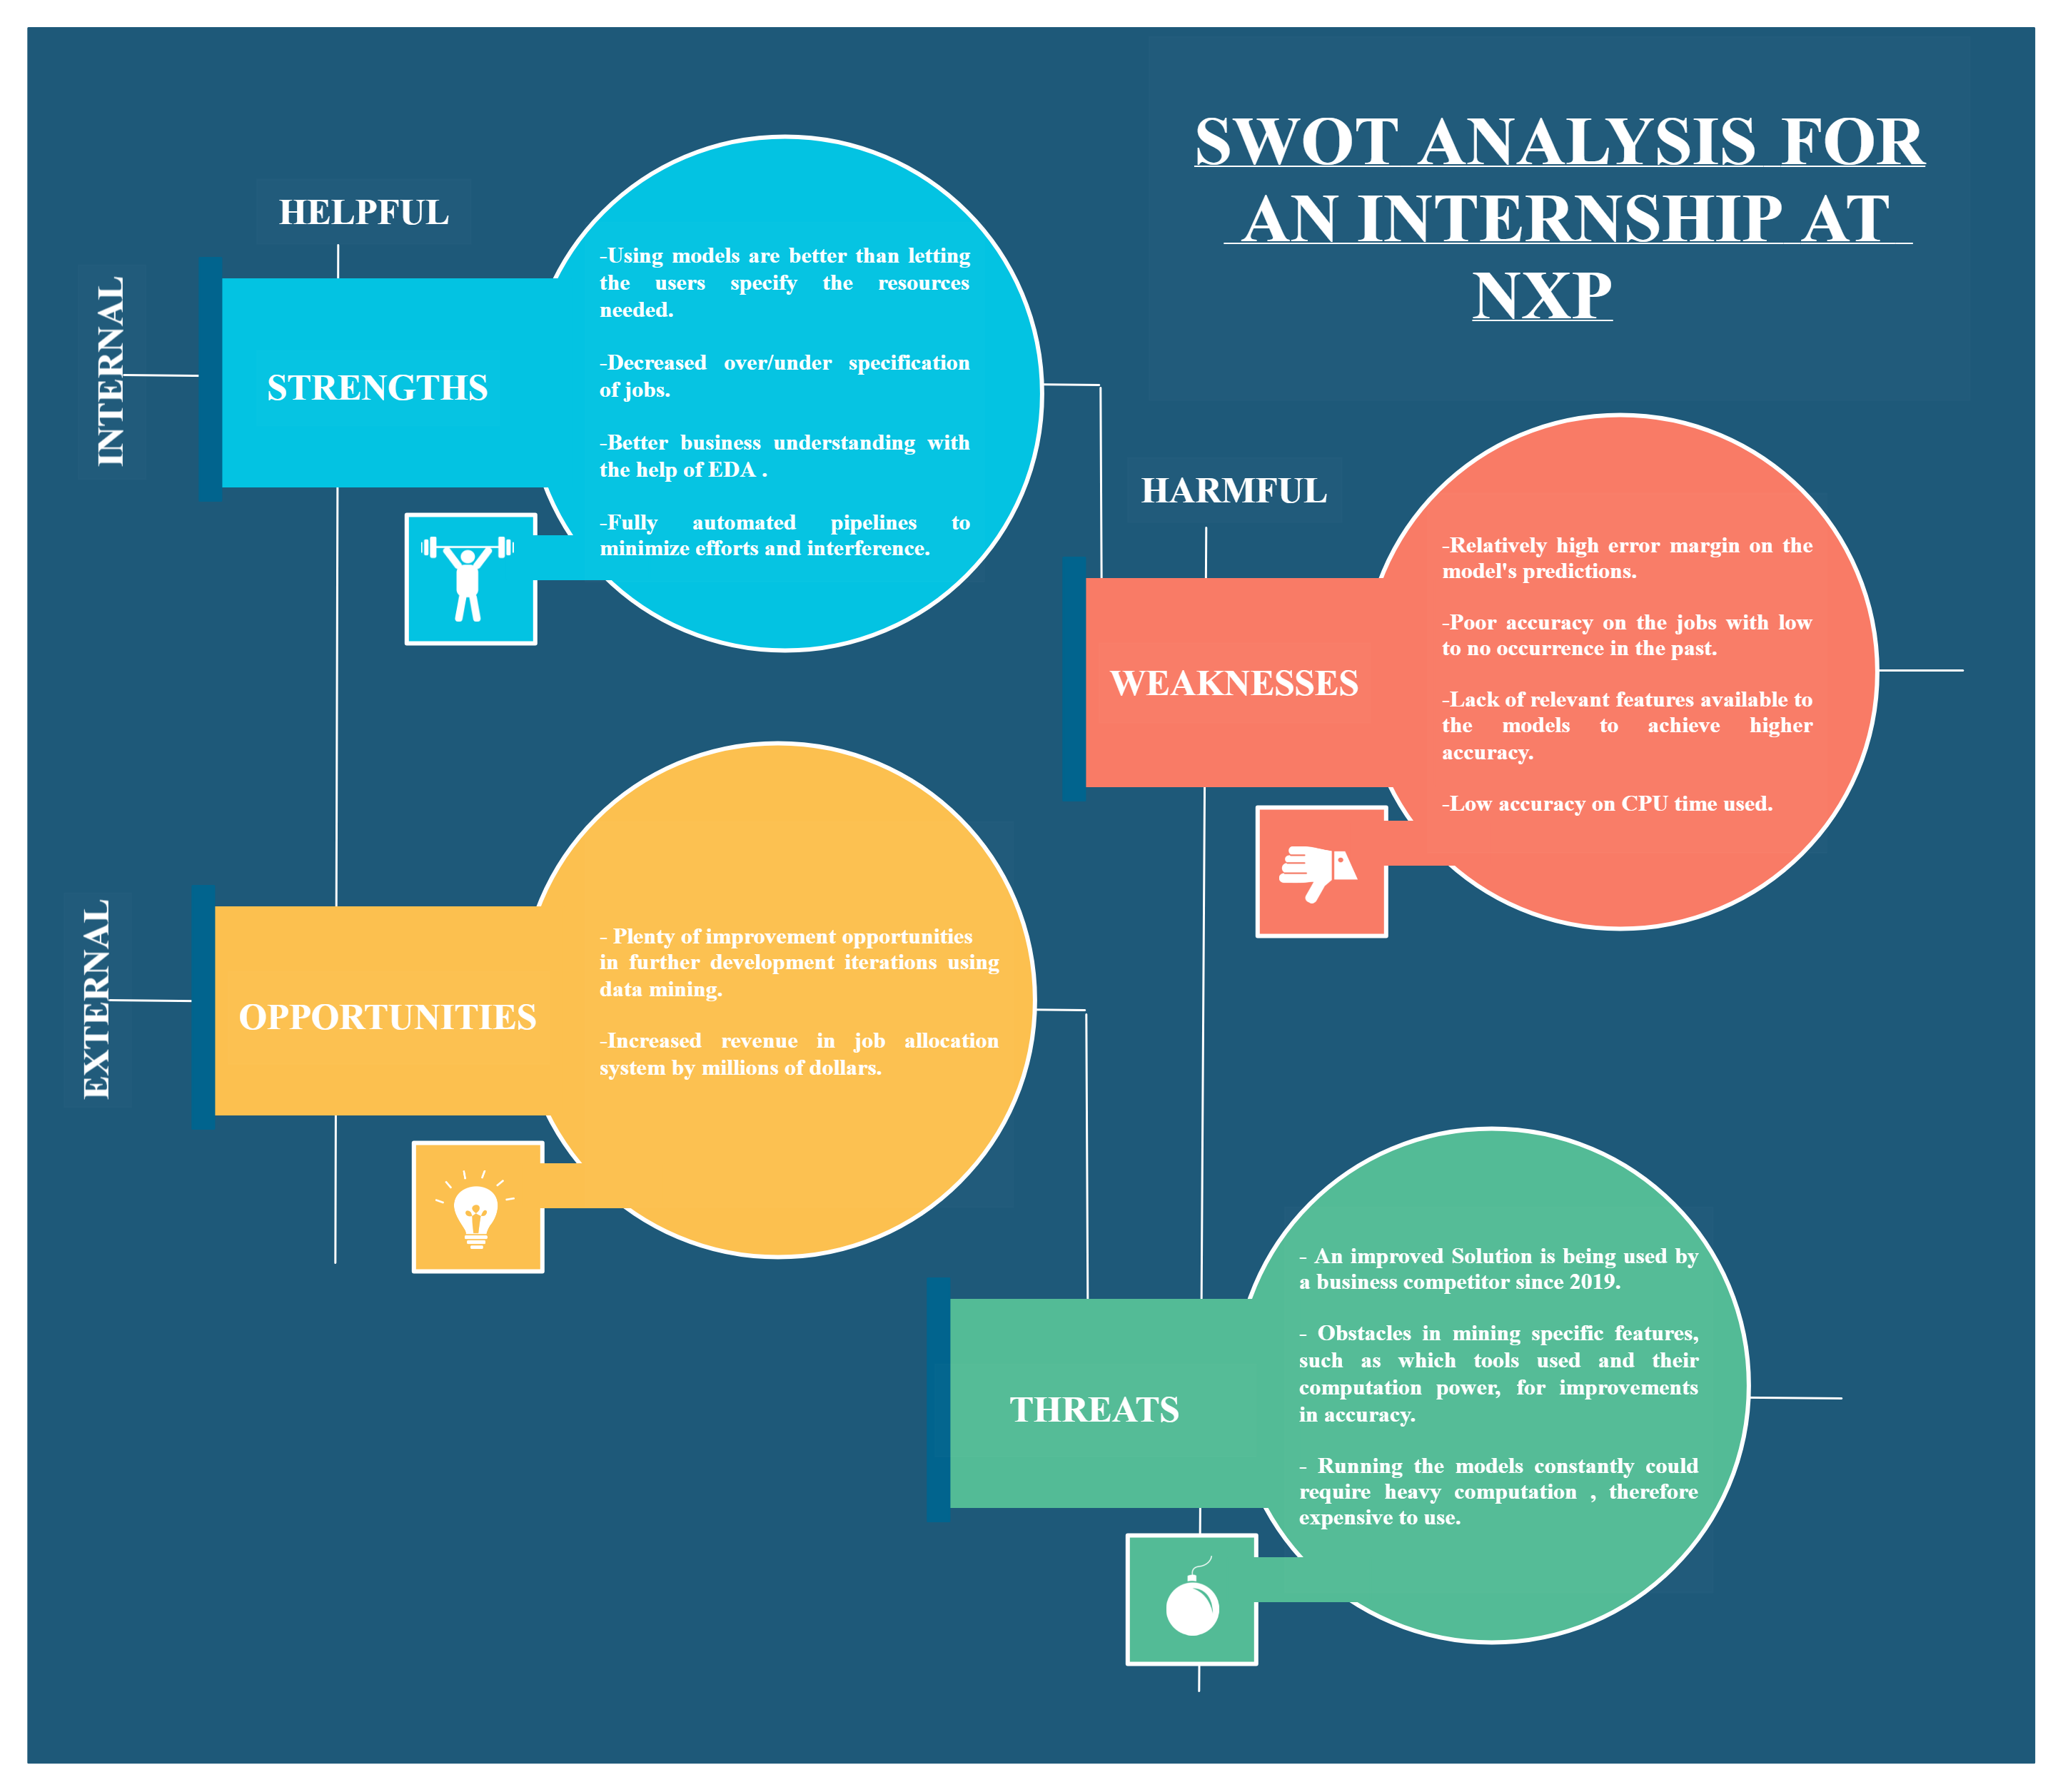 SWOT ANALYSIS FOR
AN INTERNSHIP AT
NXP
HELPFUL
INTERNAL
STRENGTHS
-Using models are better than letting
the users specify the resources
needed.
-Decreased over/under specification
of jobs.
-Better business understanding with
the help of EDA .
-Fully automated pipelines to
minimize efforts and interference.
HARMFUL
WEAKNESSES
-Relatively high error margin on the
model's predictions.
-Poor accuracy on the jobs with low
to no occurrence in the past.
-Lack of relevant features available to
the models to achieve higher
accuracy.
-Low accuracy on CPU time used.
EXTERNAL
OPPORTUNITIES
- Plenty of improvement opportunities
in further development iterations using
data mining.
-Increased revenue in job allocation
system by millions of dollars.
THREATS
- An improved Solution is being used by
a business competitor since 2019.
- Obstacles in mining specific features,
such as which tools used and their
computation power, for improvements
in accuracy.
- Running the models constantly could
require heavy computation , therefore
expensive to use.